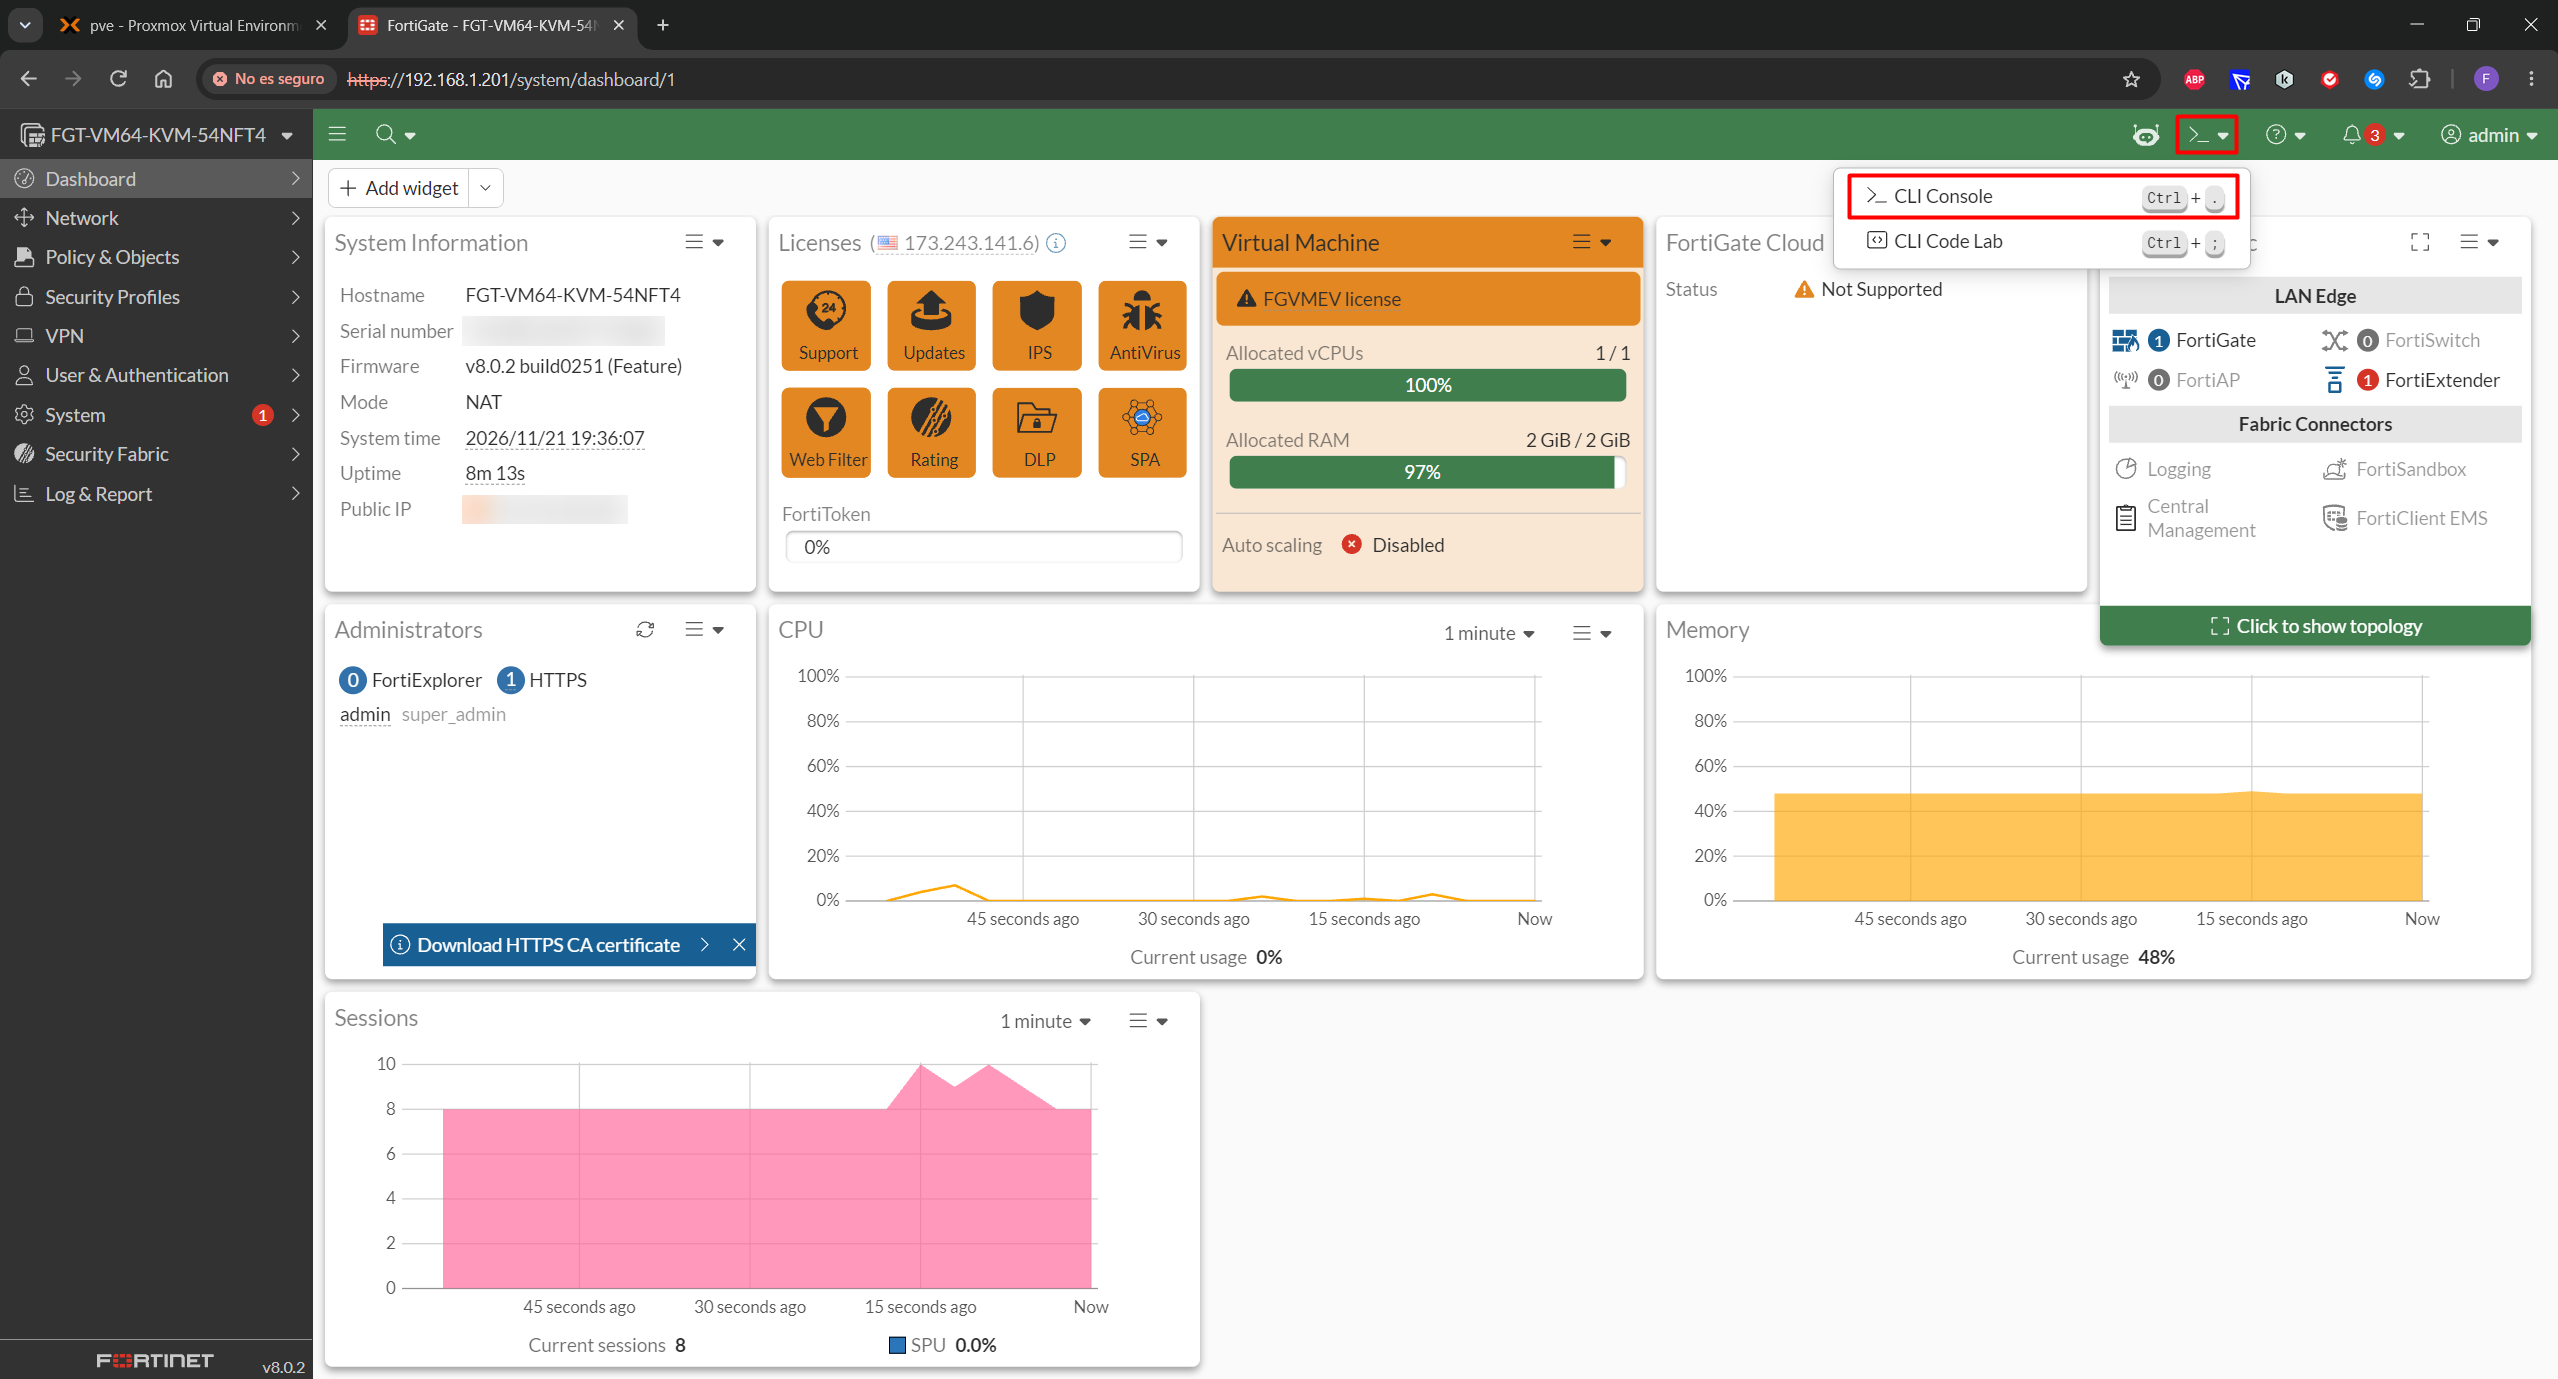 pve - Proxmox Virtual Environm
FortiGate - FGT-VM64-KVM-54N
No es seguro
https://192.168.1.201/system/dashboard/1
ABP
F
FGT-VM64-KVM-54NFT4
3
admin
Dashboard
Network
Policy & Objects
Security Profiles
VPN
User & Authentication
System 1
Security Fabric
Log & Report
FORTINET
v8.0.2
Add widget
CLI Console Ctrl + .
CLI Code Lab Ctrl + ;
System Information
Hostname FGT-VM64-KVM-54NFT4
Serial number
Firmware v8.0.2 build0251 (Feature)
Mode NAT
System time 2026/11/21 19:36:07
Uptime 8m 13s
Public IP
Licenses (173.243.141.6)
24
Support
Updates
IPS
AntiVirus
Web Filter
Rating
DLP
SPA
FortiToken
0%
Virtual Machine
FGVMEV license
Allocated vCPUs 1 / 1
100%
Allocated RAM 2 GiB / 2 GiB
97%
Auto scaling Disabled
FortiGate Cloud
Status Not Supported
c
LAN Edge
1 FortiGate
0 FortiSwitch
0 FortiAP
1 FortiExtender
Fabric Connectors
Logging
FortiSandbox
Central
Management
FortiClient EMS
Click to show topology
Administrators
0 FortiExplorer 1 HTTPS
admin super_admin
Download HTTPS CA certificate
CPU
1 minute
100%
80%
60%
40%
20%
0%
45 seconds ago
30 seconds ago
15 seconds ago
Now
Current usage 0%
Memory
100%
80%
60%
40%
20%
0%
45 seconds ago
30 seconds ago
15 seconds ago
Now
Current usage 48%
Sessions
1 minute
10
8
6
4
2
0
45 seconds ago
30 seconds ago
15 seconds ago
Now
Current sessions 8
SPU 0.0%